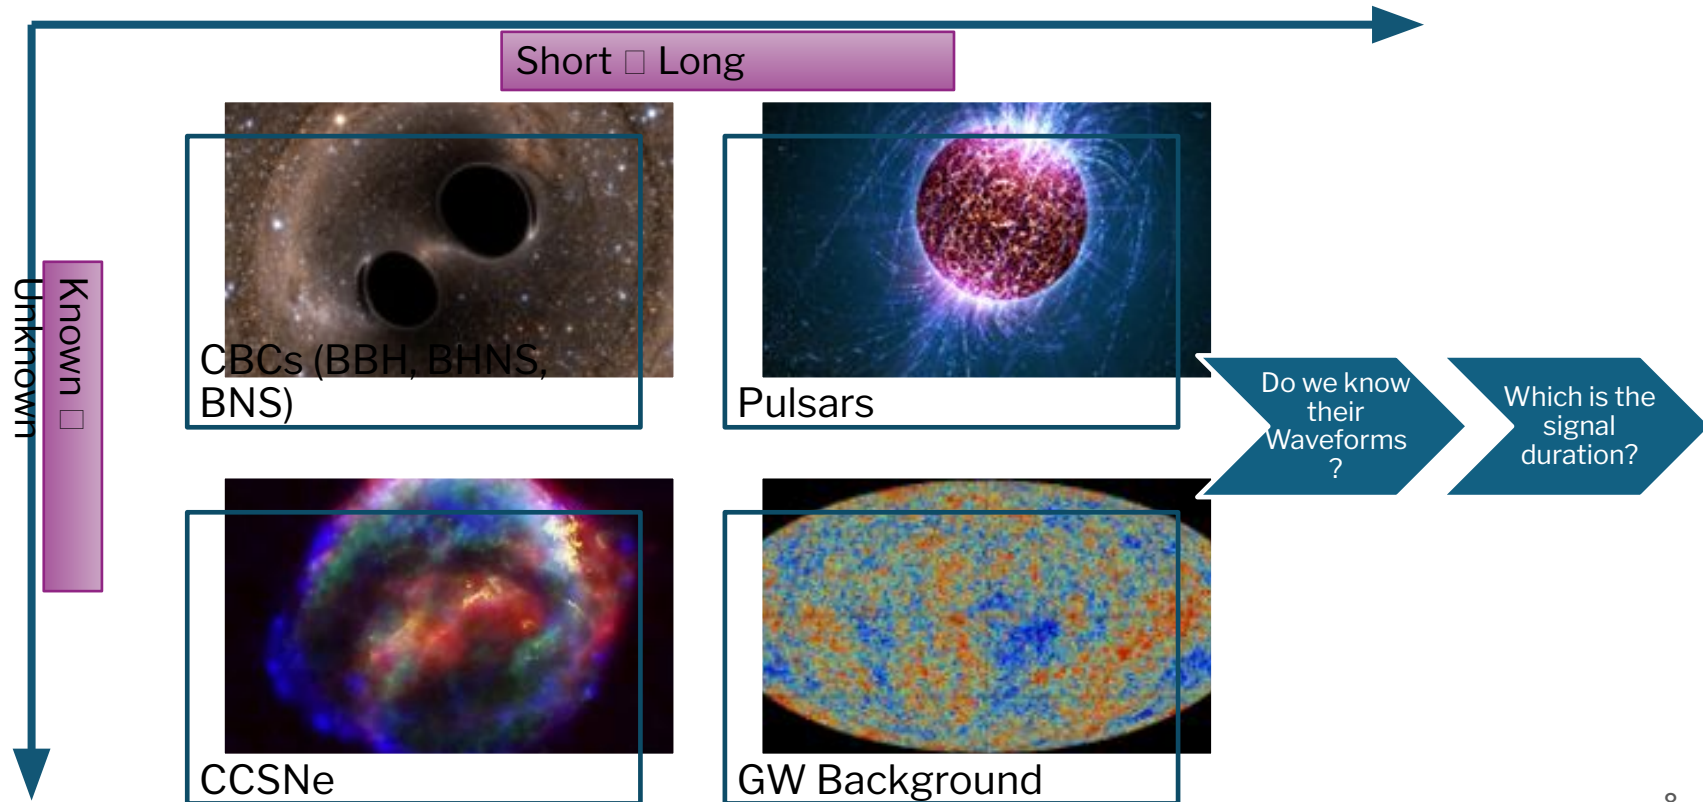 Short □ Long
Known □
Unknown
CBCs (BBH, BHNS,
BNS)
Pulsars
Do we know
their
Waveforms
?
Which is the
signal
duration?
CCSNe
GW Background
8